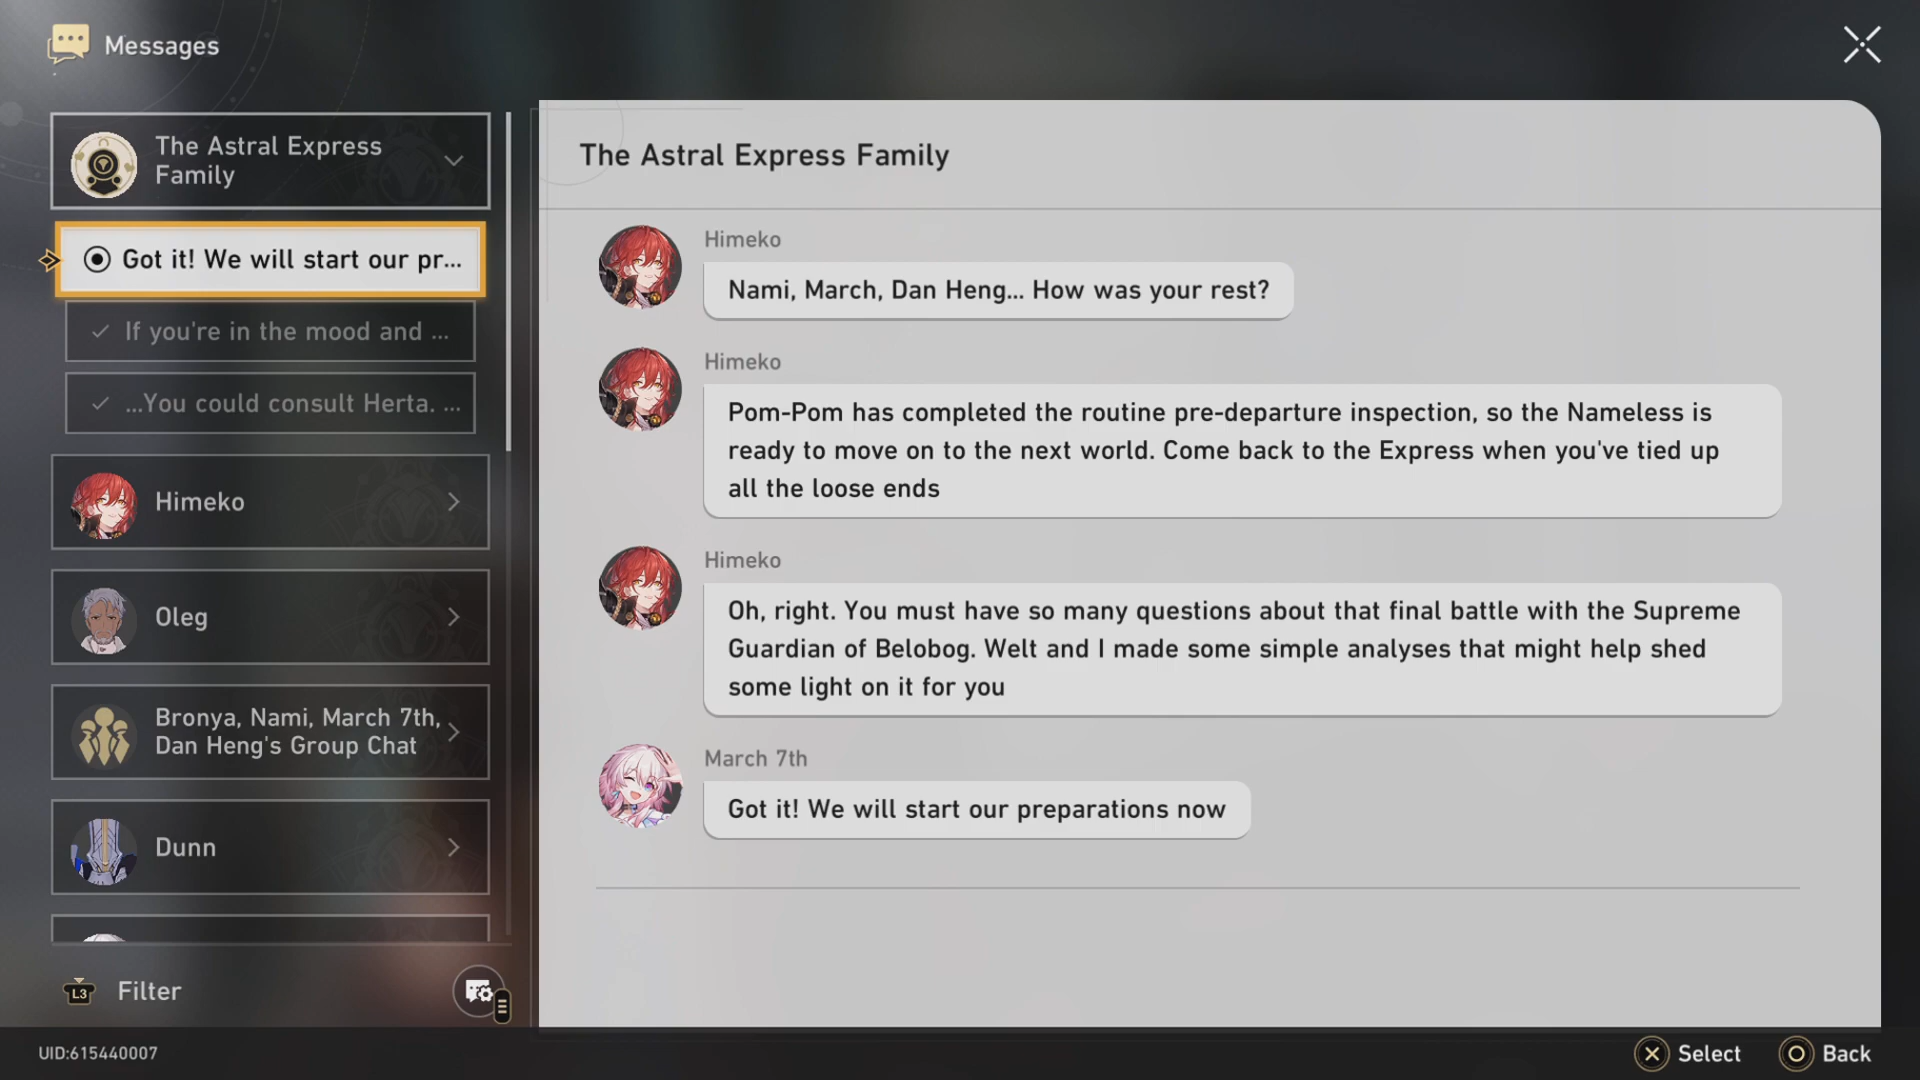 Messages
The Astral Express
Family
Got it! We will start our pr...
If you're in the mood and ...
...You could consult Herta. ...
Himeko
Oleg
Bronya, Nami, March 7th,
Dan Heng's Group Chat
Dunn
L3 Filter
UID:615440007
The Astral Express Family
Himeko
Nami, March, Dan Heng... How was your rest?
Himeko
Pom-Pom has completed the routine pre-departure inspection, so the Nameless is
ready to move on to the next world. Come back to the Express when you've tied up
all the loose ends
Himeko
Oh, right. You must have so many questions about that final battle with the Supreme
Guardian of Belobog. Welt and I made some simple analyses that might help shed
some light on it for you
March 7th
Got it! We will start our preparations now
Select
Back